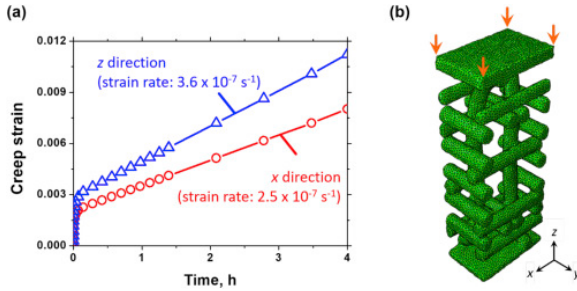 (a)
0.012
0.009
0.006
0.003
0.000
Creep strain
z direction
(strain rate: 3.6 x 10⁻⁷ s⁻¹)
x direction
(strain rate: 2.5 x 10⁻⁷ s⁻¹)
0
1
2
3
4
Time, h
(b)
z
x
y